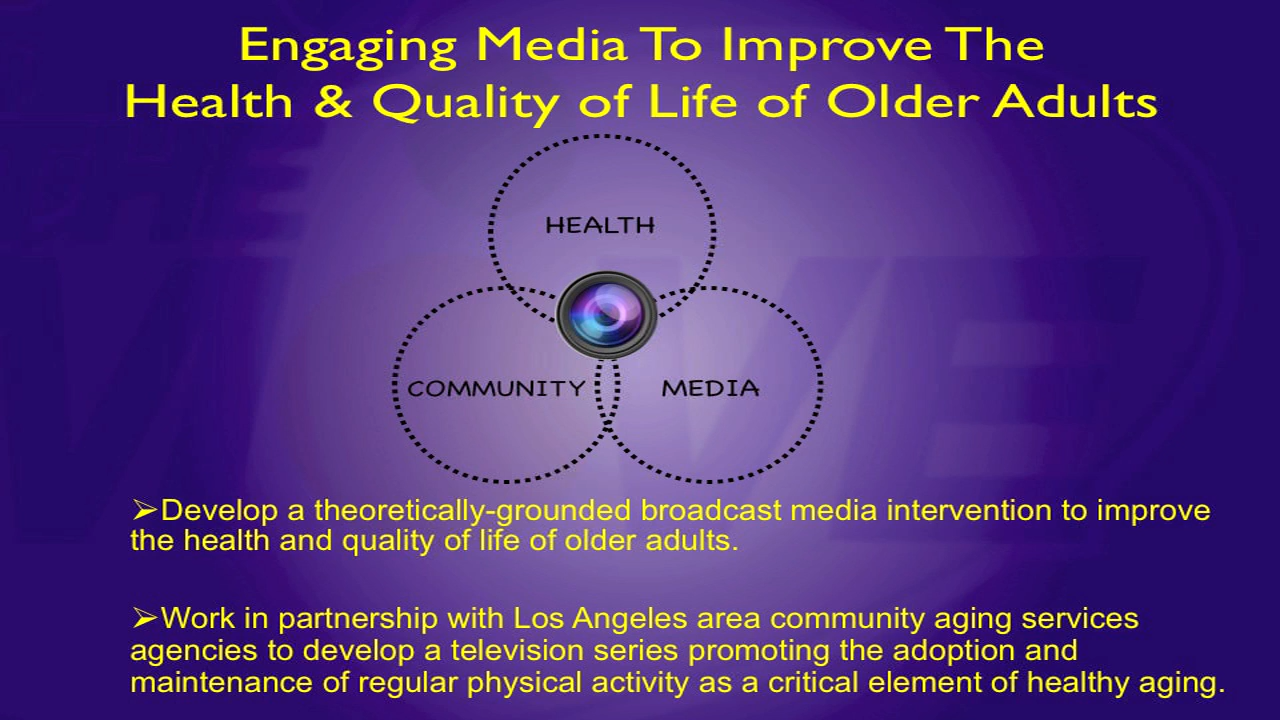 Engaging Media To Improve The
Health & Quality of Life of Older Adults
HEALTH
COMMUNITY
MEDIA
➢Develop a theoretically-grounded broadcast media intervention to improve
the health and quality of life of older adults.
➢Work in partnership with Los Angeles area community aging services
agencies to develop a television series promoting the adoption and
maintenance of regular physical activity as a critical element of healthy aging.